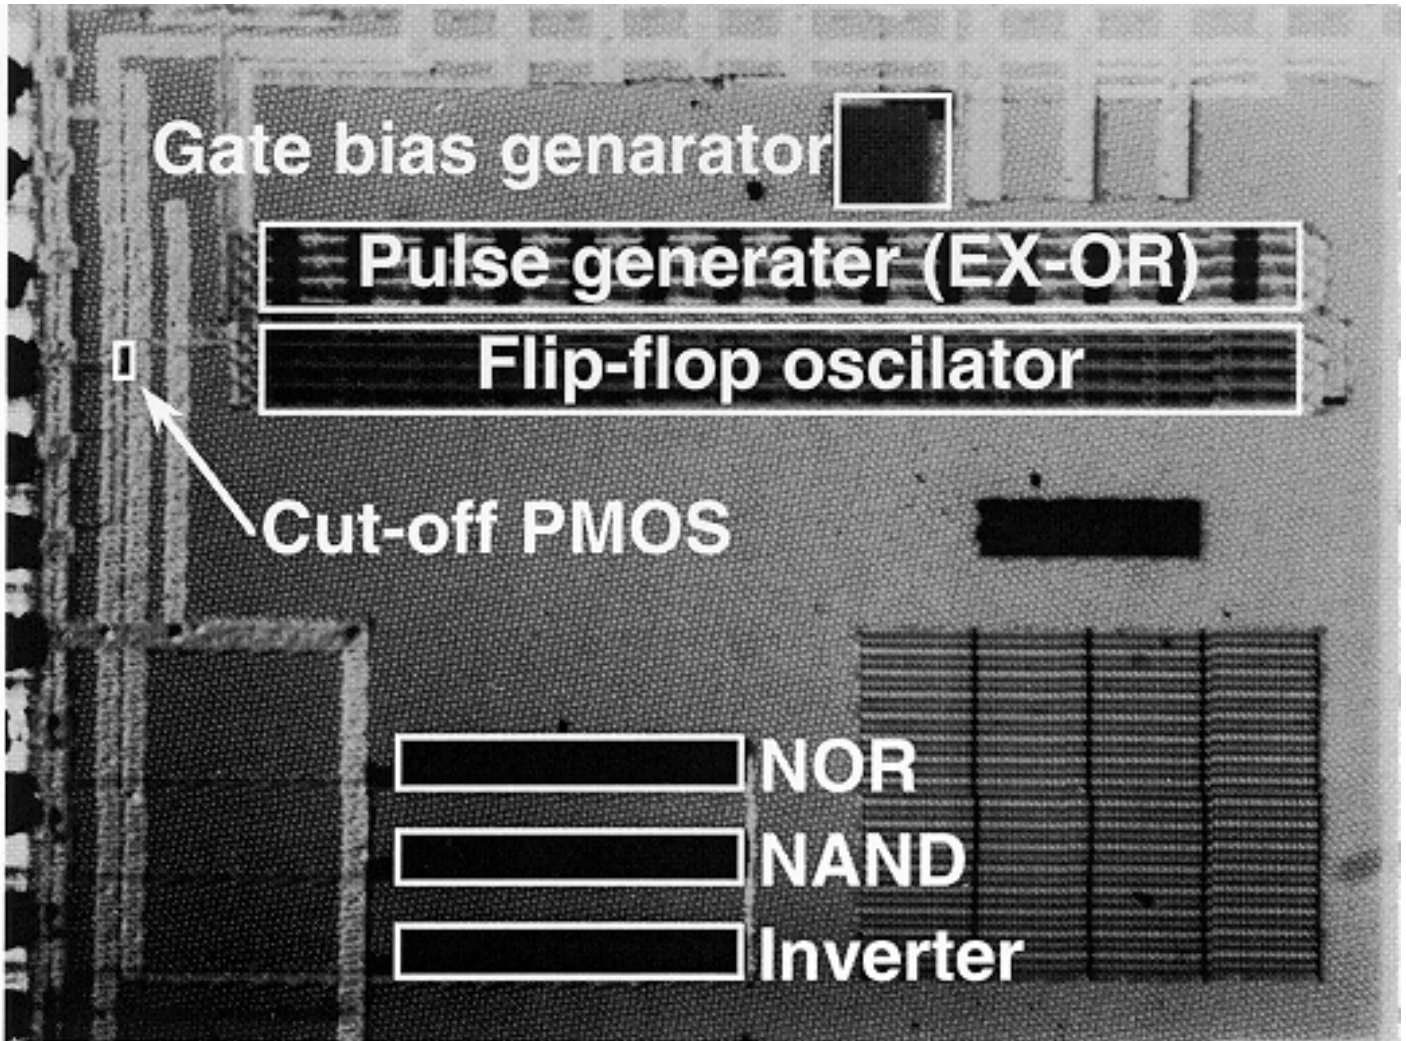 Gate bias genarator
Pulse generater (EX-OR)
Flip-flop oscilator
Cut-off PMOS
NOR
NAND
Inverter